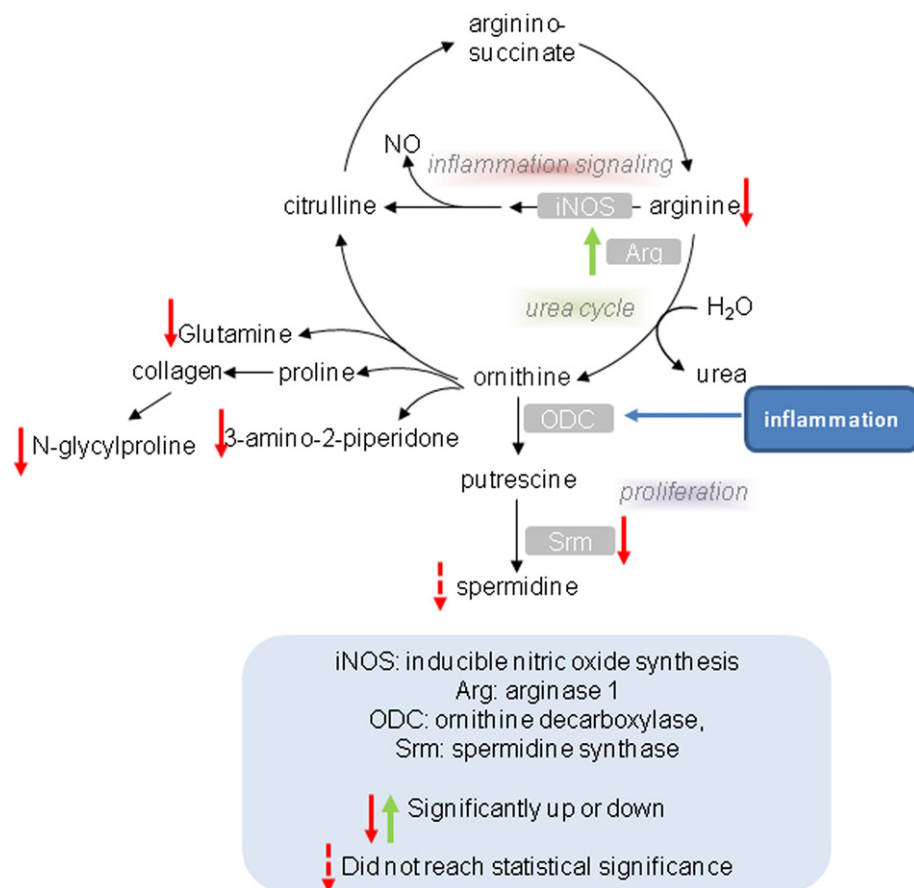 arginino-
succinate
NO
inflammation signaling
citrulline
iNOS
arginine
Arg
urea cycle
H₂O
Glutamine
collagen
proline
ornithine
urea
ODC
inflammation
N-glycylproline
3-amino-2-piperidone
putrescine
proliferation
Srm
spermidine
iNOS: inducible nitric oxide synthesis
Arg: arginase 1
ODC: ornithine decarboxylase,
Srm: spermidine synthase
Significantly up or down
Did not reach statistical significance